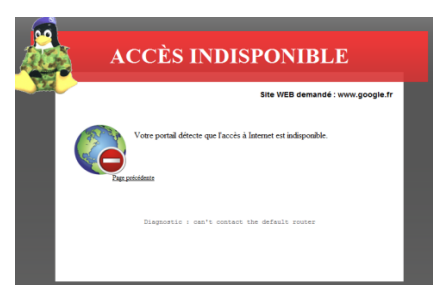 ACCÈS INDISPONIBLE
Site WEB demandé : www.google.fr
Votre portail détecte que l'accès à Internet est indisponible.
Page précédente
Diagnostic : can't contact the default router